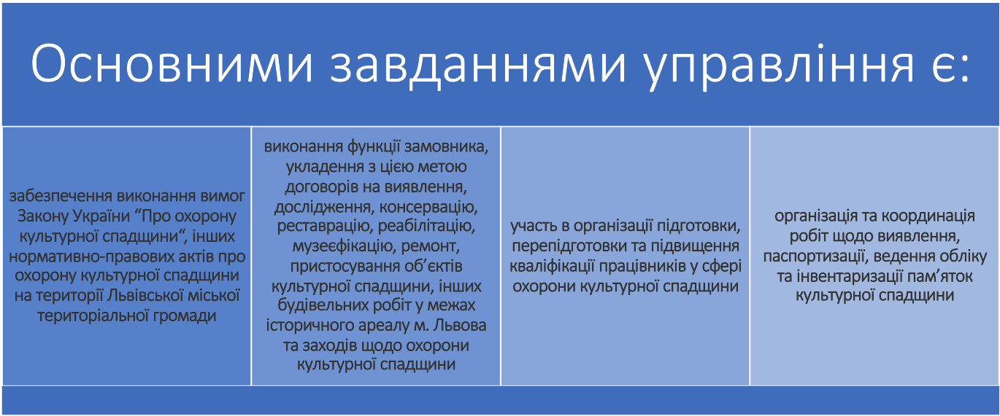 Основними завданнями управління є:
забезпечення виконання вимог
Закону України “Про охорону
культурної спадщини“, інших
нормативно-правових актів про
охорону культурної спадщини
на території Львівської міської
територіальної громади
виконання функції замовника,
укладення з цією метою
договорів на виявлення,
дослідження, консервацію,
реставрацію, реабілітацію,
музеєфікацію, ремонт,
пристосування об’єктів
культурної спадщини, інших
будівельних робіт у межах
історичного ареалу м. Львова
та заходів щодо охорони
культурної спадщини
участь в організації підготовки,
перепідготовки та підвищення
кваліфікації працівників у сфері
охорони культурної спадщини
організація та координація
робіт щодо виявлення,
паспортизації, ведення обліку
та інвентаризації пам’яток
культурної спадщини